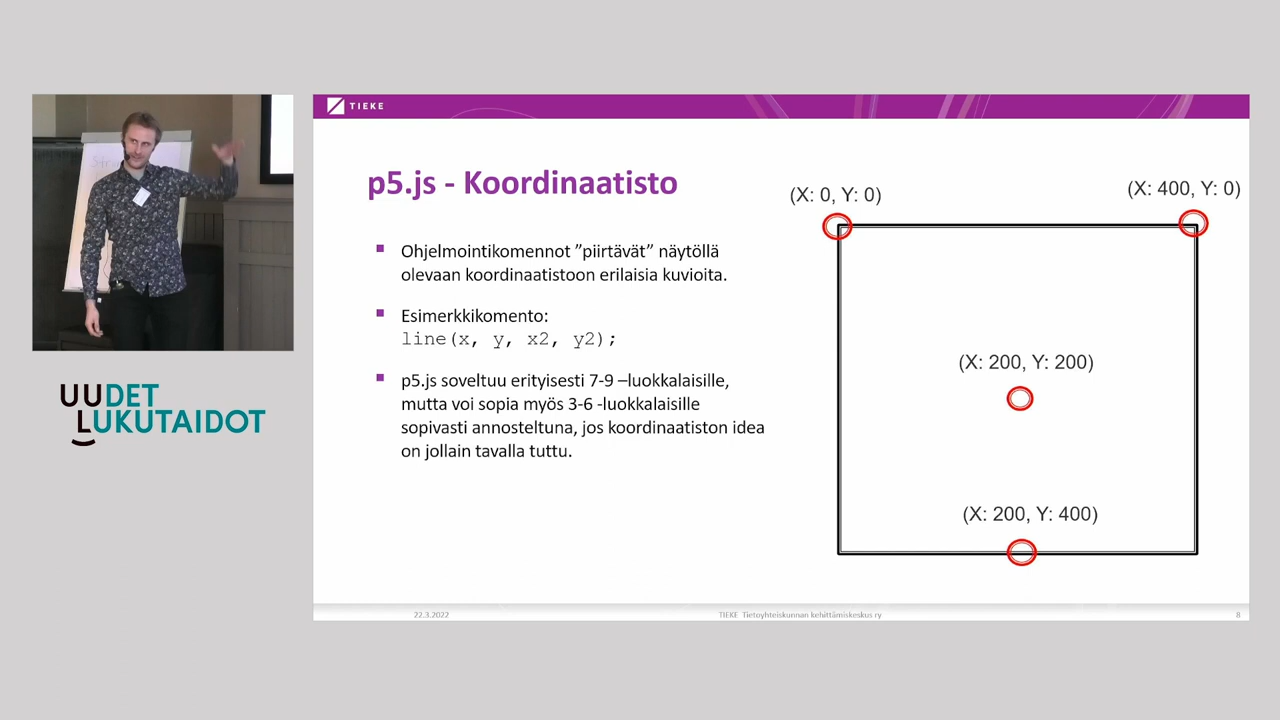 TIEKE
p5.js - Koordinaatisto
Ohjelmointikomennot ”piirtävät” näytöllä
olevaan koordinaatistoon erilaisia kuvioita.
Esimerkkikomento:
line(x, y, x2, y2);
p5.js soveltuu erityisesti 7-9 –luokkalaisille,
mutta voi sopia myös 3-6 -luokkalaisille
sopivasti annosteltuna, jos koordinaatiston idea
on jollain tavalla tuttu.
(X: 0, Y: 0)
(X: 400, Y: 0)
(X: 200, Y: 200)
(X: 200, Y: 400)
UUDET
LUKUTAIDOT
22.3.2022
TIEKE Tietoyhteiskunnan kehittämiskeskus ry
8